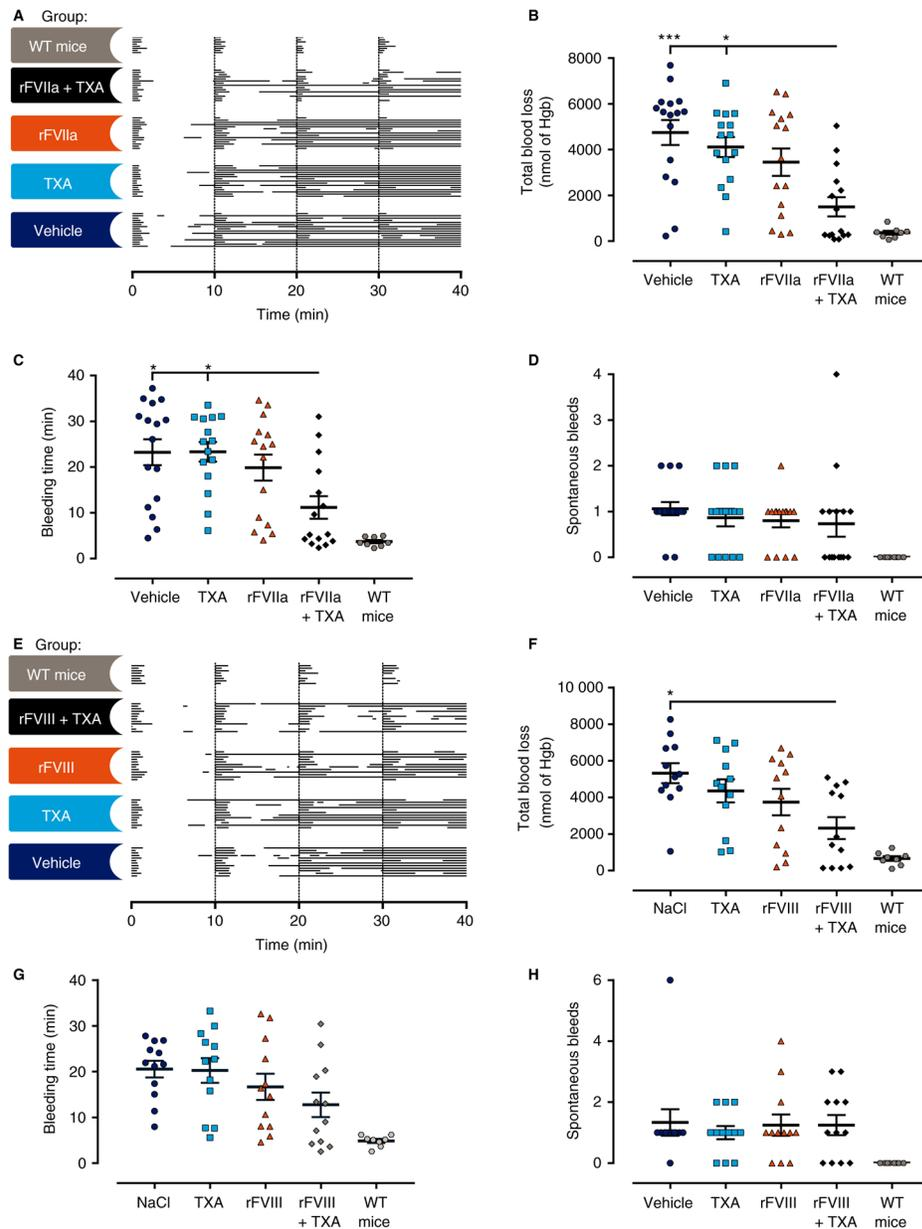 A Group:
WT mice
rFVIIa + TXA
rFVIIa
TXA
Vehicle
0 10 20 30 40
Time (min)
B
*** *
8000
6000
4000
2000
0
Total blood loss
(nmol of Hgb)
Vehicle TXA rFVIIa rFVIIa WT
+ TXA mice
C
* *
40
30
20
10
0
Bleeding time (min)
Vehicle TXA rFVIIa rFVIIa WT
+ TXA mice
D
4
3
2
1
0
Spontaneous bleeds
Vehicle TXA rFVIIa rFVIIa WT
+ TXA mice
E Group:
WT mice
rFVIII + TXA
rFVIII
TXA
Vehicle
0 10 20 30 40
Time (min)
F
*
10 000
8000
6000
4000
2000
0
Total blood loss
(nmol of Hgb)
NaCl TXA rFVIII rFVIII WT
+ TXA mice
G
40
30
20
10
0
Bleeding time (min)
NaCl TXA rFVIII rFVIII WT
+ TXA mice
H
6
4
2
0
Spontaneous bleeds
Vehicle TXA rFVIII rFVIII WT
+ TXA mice